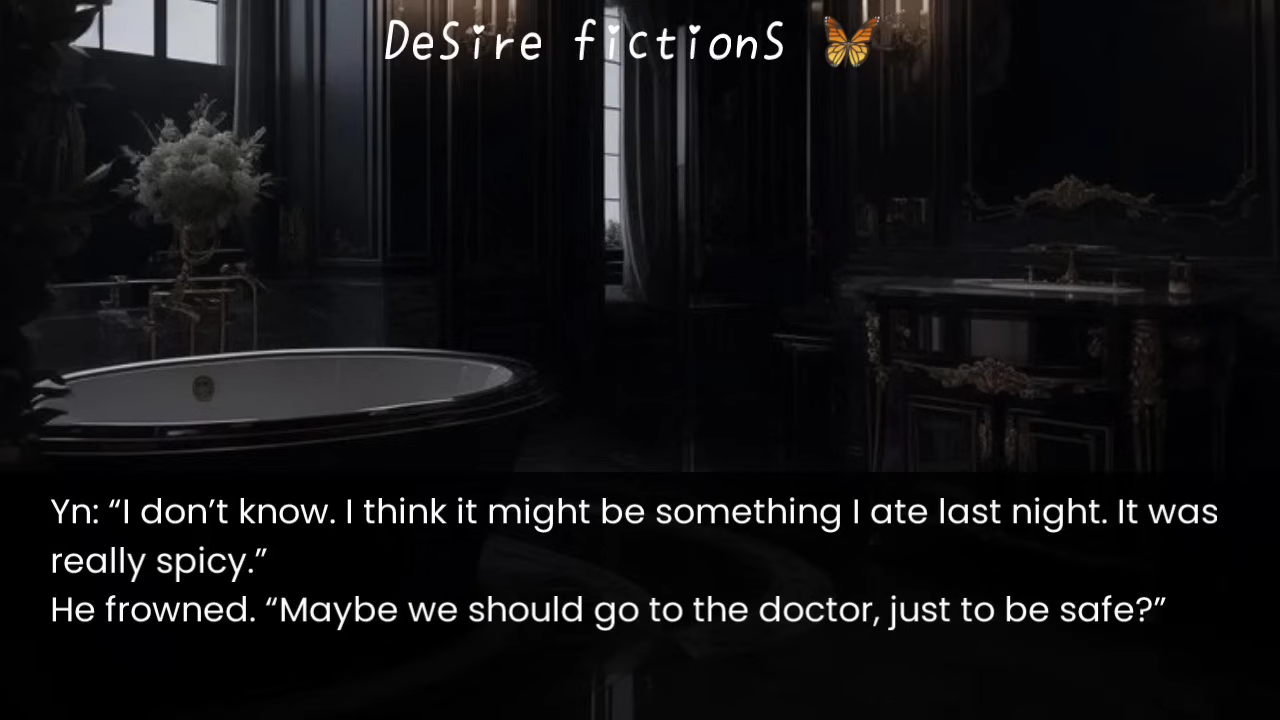 DeSire fictionS 🦋
Yn: “I don’t know. I think it might be something I ate last night. It was
really spicy.”
He frowned. “Maybe we should go to the doctor, just to be safe?”